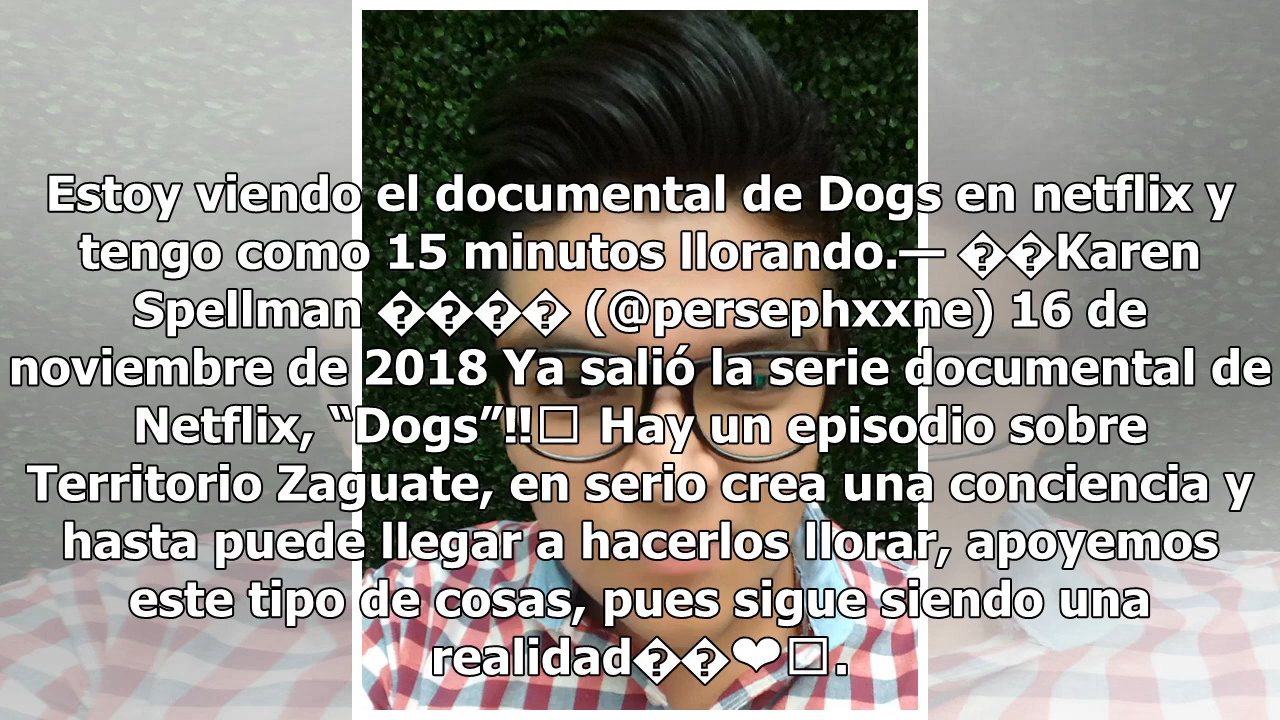 Estoy viendo el documental de Dogs en netflix y
tengo como 15 minutos llorando.— ��Karen
Spellman ���� (@persephxxne) 16 de
noviembre de 2018 Ya salió la serie documental de
Netflix, “Dogs”!!□ Hay un episodio sobre
Territorio Zaguate, en serio crea una conciencia y
hasta puede llegar a hacerlos llorar, apoyemos
este tipo de cosas, pues sigue siendo una
realidad��❤□.